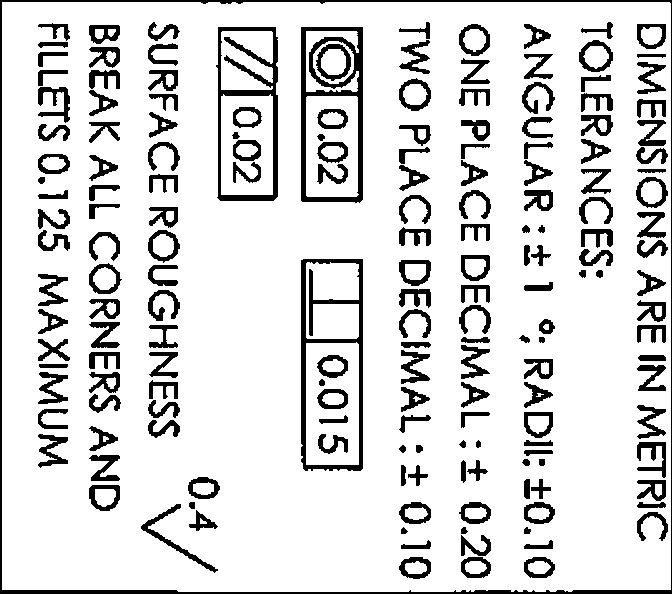 DIMENSIONS ARE IN METRIC
TOLERANCES:
ANGULAR : ± 1 °; RADII: ±0.10
ONE PLACE DECIMAL : ± 0.20
TWO PLACE DECIMAL : ± 0.10
◎ 0.02 ⊥ 0.015
// 0.02
SURFACE ROUGHNESS 0.4
BREAK ALL CORNERS AND
FILLETS 0.125 MAXIMUM